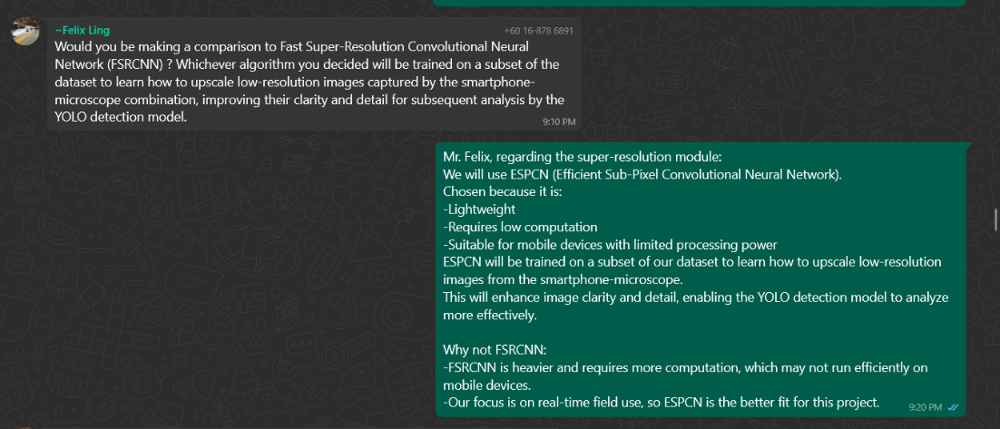 ~Felix Ling
+60 16-878 6891
Would you be making a comparison to Fast Super-Resolution Convolutional Neural
Network (FSRCNN) ? Whichever algorithm you decided will be trained on a subset of the
dataset to learn how to upscale low-resolution images captured by the smartphone-
microscope combination, improving their clarity and detail for subsequent analysis by the
YOLO detection model.
9:10 PM
Mr. Felix, regarding the super-resolution module:
We will use ESPCN (Efficient Sub-Pixel Convolutional Neural Network).
Chosen because it is:
-Lightweight
-Requires low computation
-Suitable for mobile devices with limited processing power
ESPCN will be trained on a subset of our dataset to learn how to upscale low-resolution
images from the smartphone-microscope.
This will enhance image clarity and detail, enabling the YOLO detection model to analyze
more effectively.
Why not FSRCNN:
-FSRCNN is heavier and requires more computation, which may not run efficiently on
mobile devices.
-Our focus is on real-time field use, so ESPCN is the better fit for this project.
9:20 PM